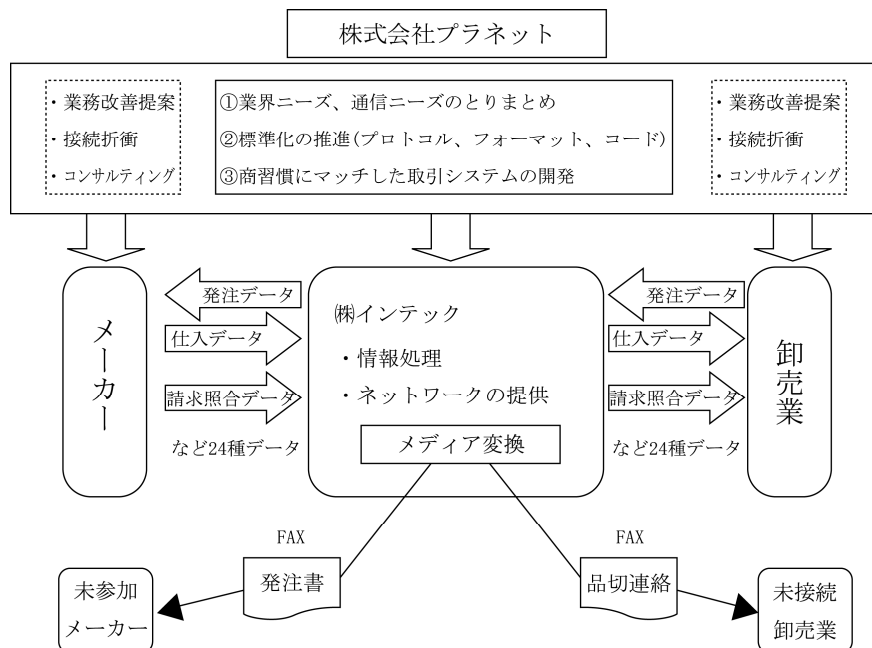 株式会社プラネット
・業務改善提案
・接続折衝
・コンサルティング
①業界ニーズ、通信ニーズのとりまとめ
②標準化の推進(プロトコル、フォーマット、コード)
③商習慣にマッチした取引システムの開発
・業務改善提案
・接続折衝
・コンサルティング
メーカー
発注データ
仕入データ
請求照合データ
など24種データ
㈱インテック
・情報処理
・ネットワークの提供
メディア変換
発注データ
仕入データ
請求照合データ
など24種データ
卸売業
FAX
発注書
FAX
品切連絡
未参加
メーカー
未接続
卸売業